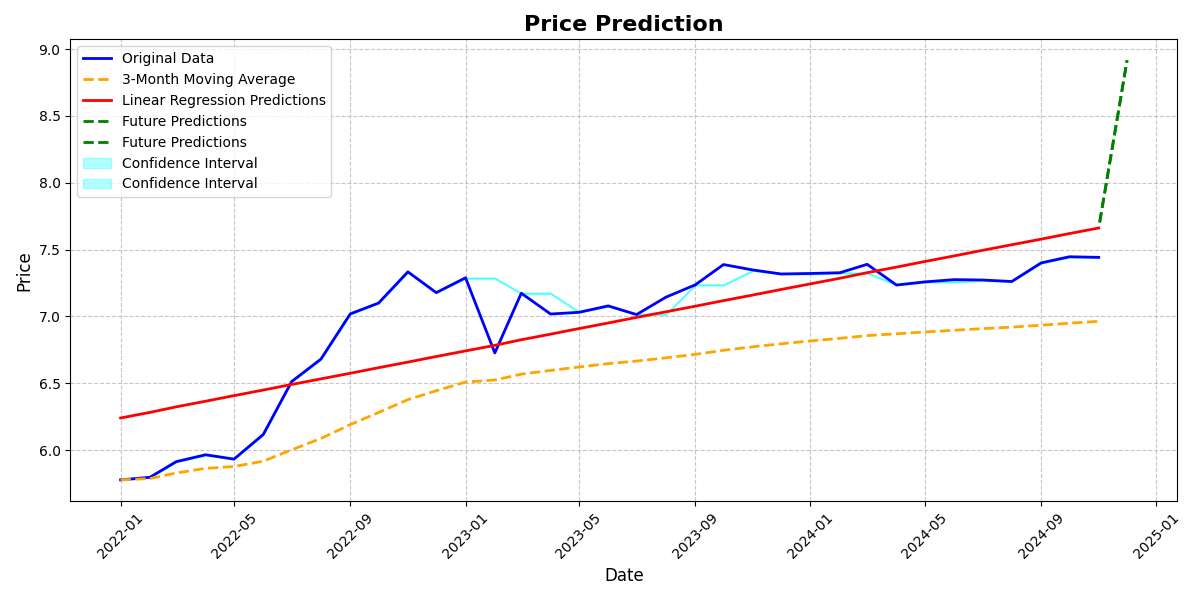 Price Prediction
Original Data
3-Month Moving Average
Linear Regression Predictions
Future Predictions
Future Predictions
Confidence Interval
Confidence Interval
Price
9.0
8.5
8.0
7.5
7.0
6.5
6.0
2022-01
2022-05
2022-09
2023-01
2023-05
2023-09
2024-01
2024-05
2024-09
2025-01
Date